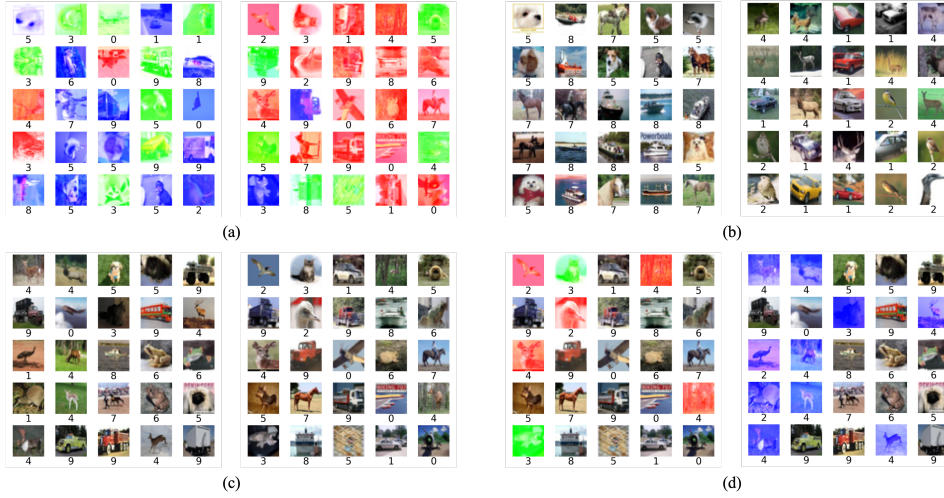 5 3 0 1 1
3 6 0 9 8
4 7 9 5 0
3 5 5 9 9
8 5 3 5 2
2 3 1 4 5
9 2 9 8 6
4 9 0 6 7
5 7 9 0 4
3 8 5 1 0
(a)
5 8 7 5 5
5 8 5 5 7
7 7 8 8 8
7 8 8 8 5
Powerboats
5 8 7 8 7
4 4 1 1 4
4 4 1 4 4
1 4 1 2 4
2 1 4 1 2
2 1 1 2 2
(b)
4 4 5 5 9
9 0 3 9 4
1 4 8 6 6
1 4 7 6 5
4 9 9 4 9
2 3 1 4 5
9 2 9 8 6
4 9 0 6 7
5 7 9 0 4
3 8 5 1 0
(c)
2 3 1 4 5
9 2 9 8 6
4 9 0 6 7
5 7 9 0 4
3 8 5 1 0
4 4 5 5 9
9 0 3 9 4
2 4 8 6 6
2 4 7 6 5
4 9 9 4 9
(d)